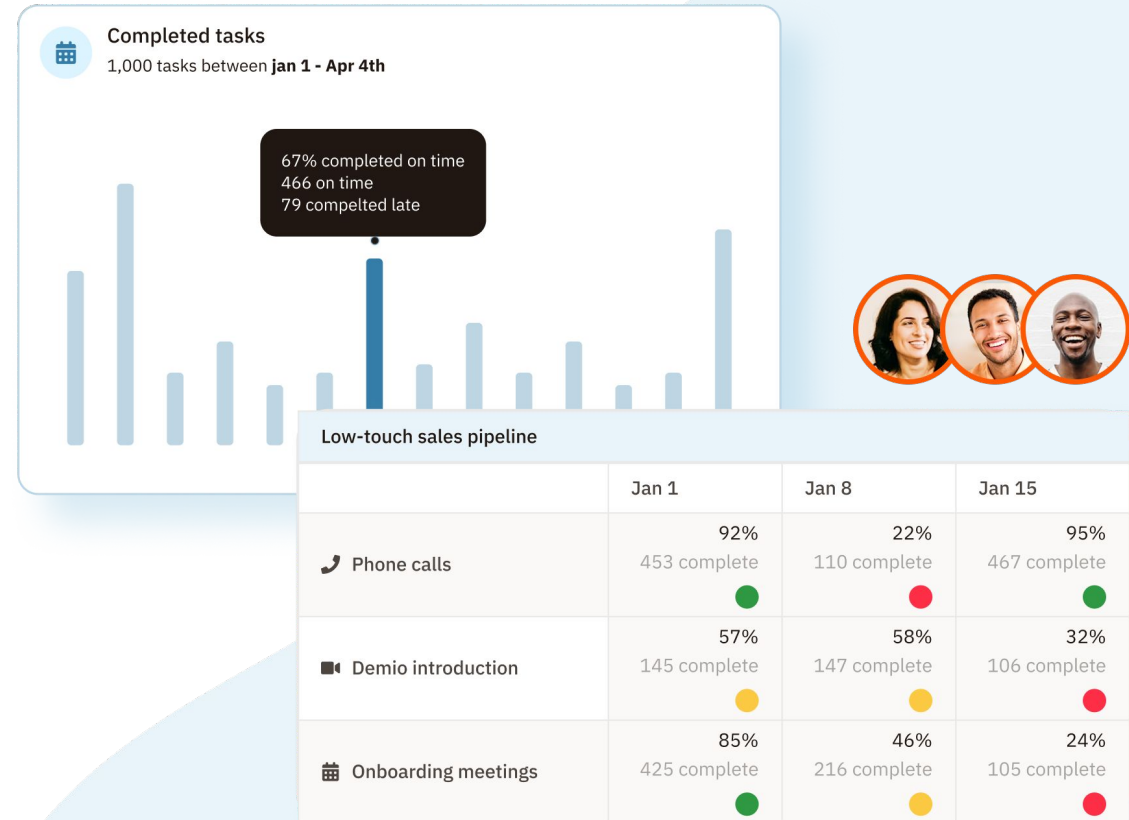 Completed tasks
1,000 tasks between jan 1 - Apr 4th
67% completed on time
466 on time
79 compelted late
Low-touch sales pipeline
Jan 1 Jan 8 Jan 15
92% 22% 95%
Phone calls 453 complete 110 complete 467 complete
57% 58% 32%
Demio introduction 145 complete 147 complete 106 complete
85% 46% 24%
Onboarding meetings 425 complete 216 complete 105 complete